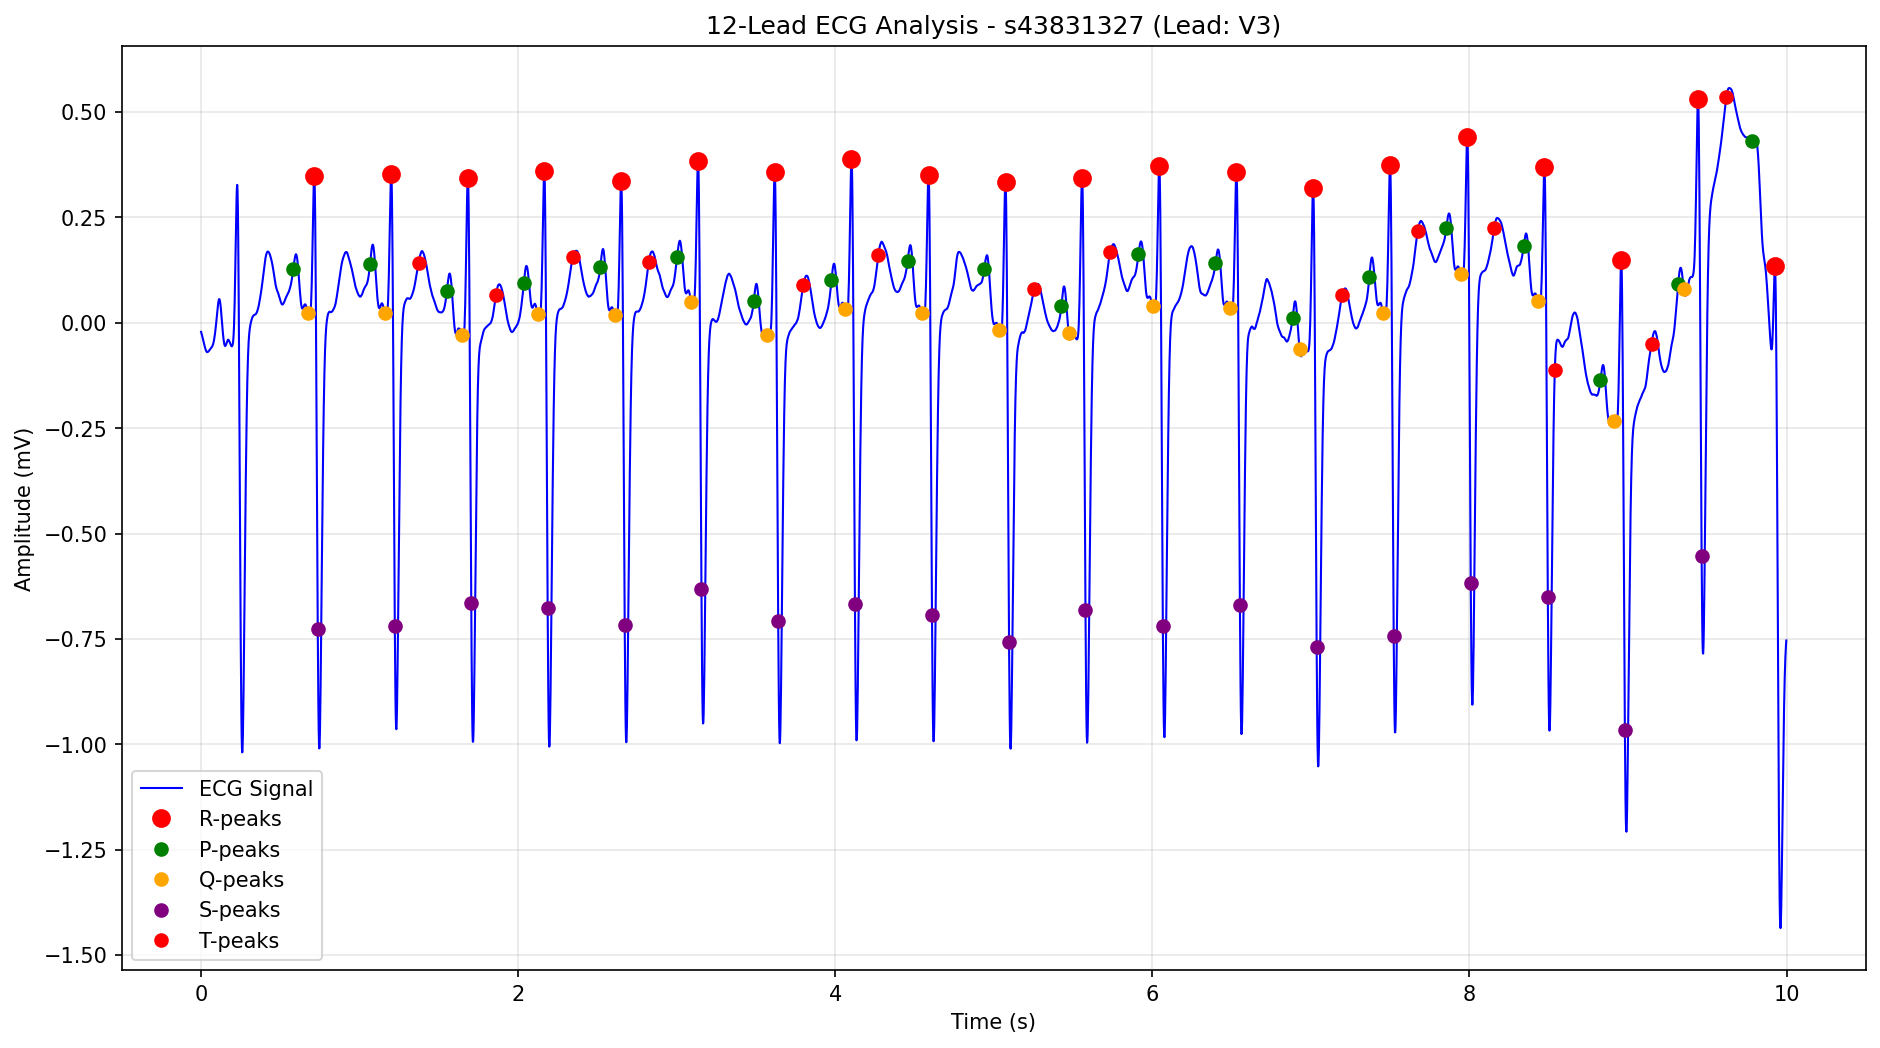 12-Lead ECG Analysis - s43831327 (Lead: V3)
Amplitude (mV)
0.50
0.25
0.00
−0.25
−0.50
−0.75
−1.00
−1.25
−1.50
ECG Signal
R-peaks
P-peaks
Q-peaks
S-peaks
T-peaks
0 2 4 6 8 10
Time (s)